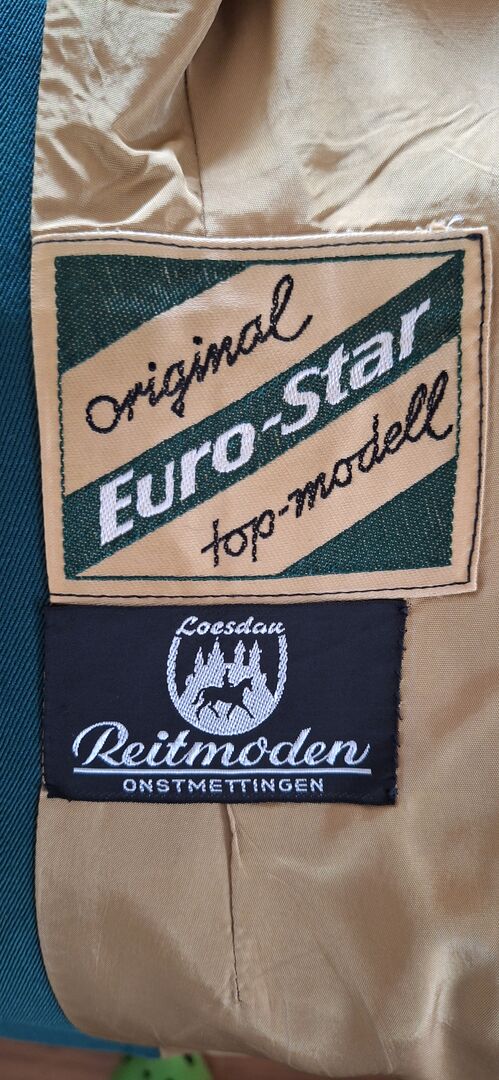 original
Euro-Star
top-modell
Loesdau
Reitmoden
ONSTMETTINGEN